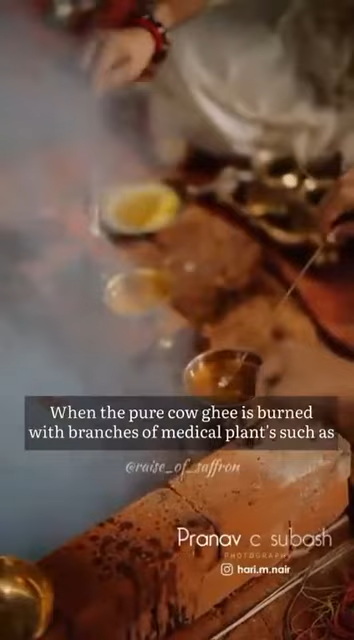 When the pure cow ghee is burned
with branches of medical plant's such as
@raise_of_saffron
Pranav c subash
PHOTOGRAPHY
hari.m.nair